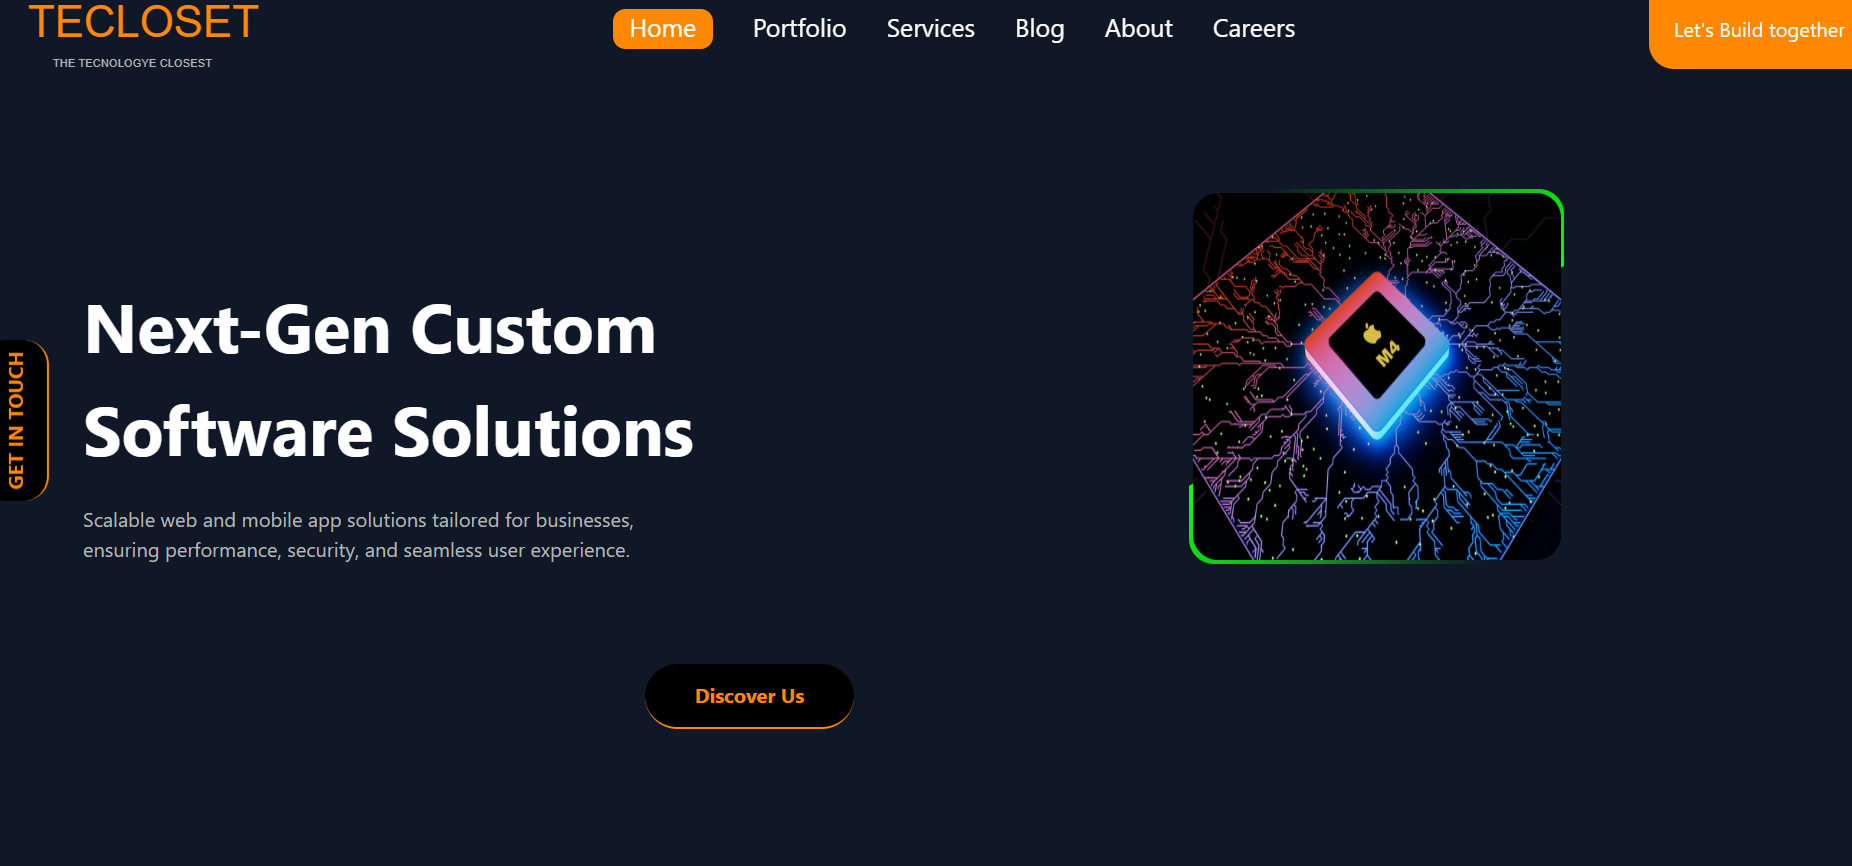 TECLOSET
THE TECNOLOGYE CLOSEST
Home
Portfolio
Services
Blog
About
Careers
Let's Build together
Next-Gen Custom
Software Solutions
Scalable web and mobile app solutions tailored for businesses,
ensuring performance, security, and seamless user experience.
GET IN TOUCH
M4
Discover Us